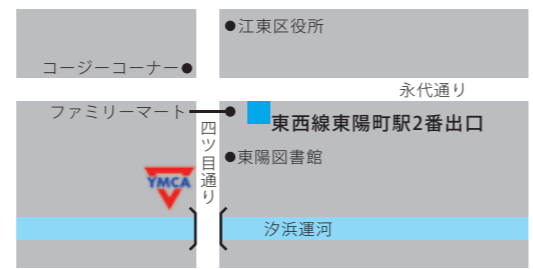 ●江東区役所
コージーコーナー●
永代通り
ファミリーマート
東西線東陽町駅2番出口
四ツ目通り
●東陽図書館
YMCA
汐浜運河